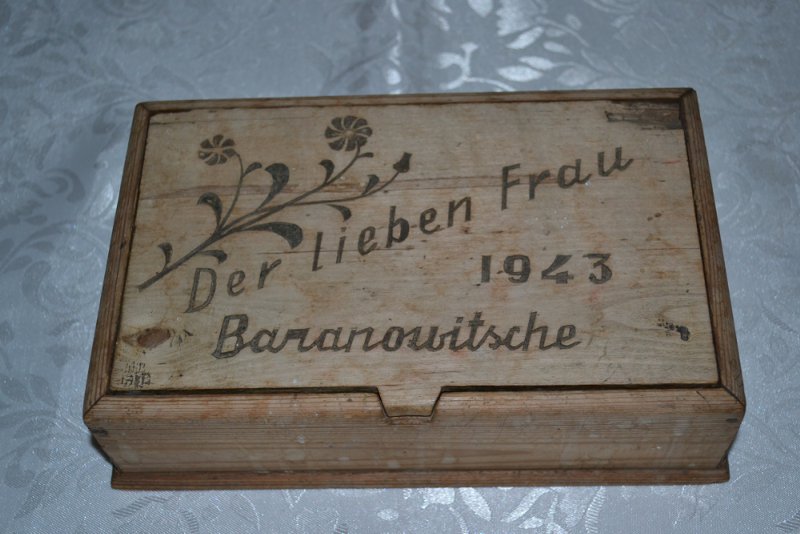 Der lieben Frau
1943
Baranowitsche